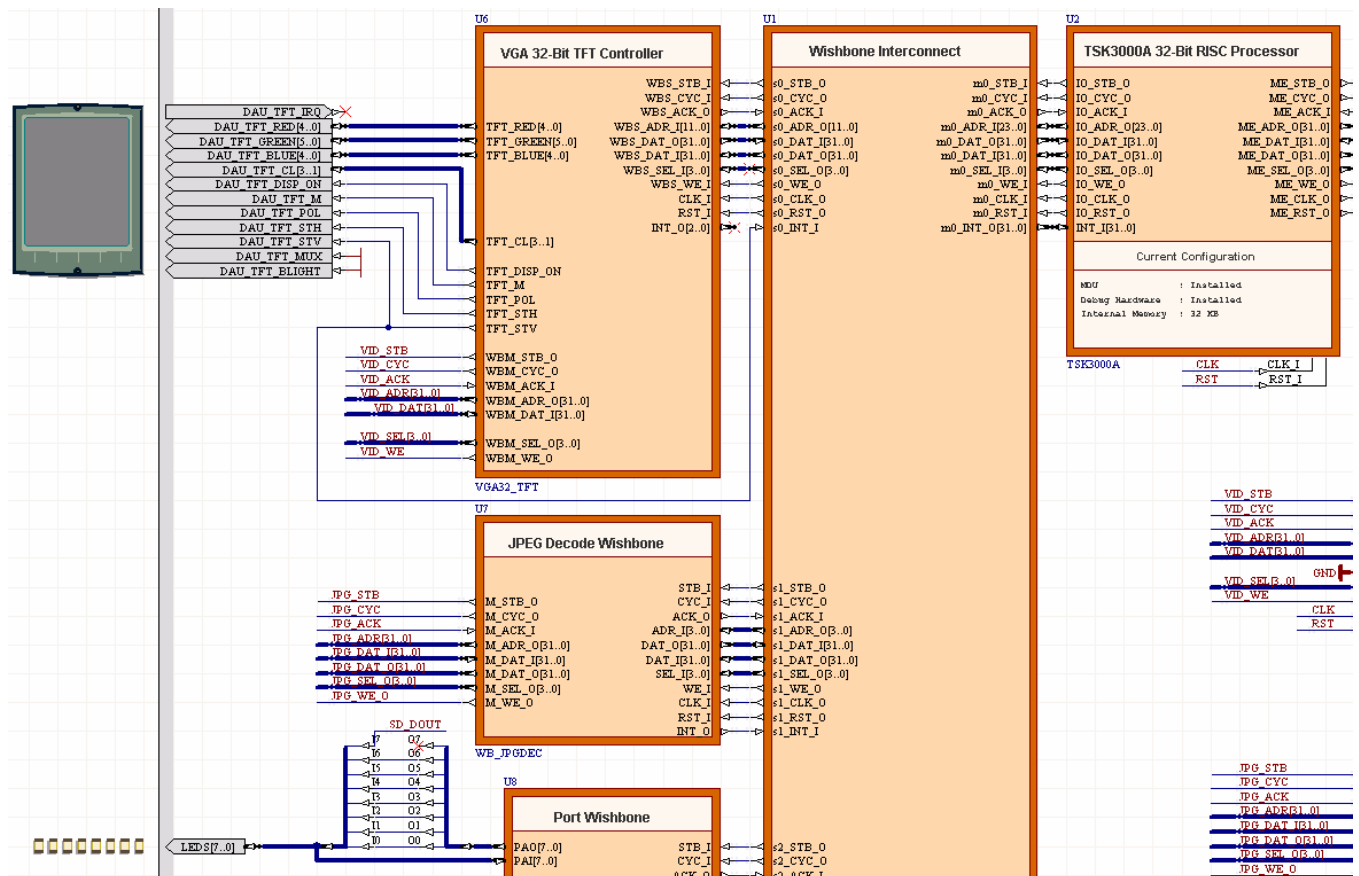 U6
VGA 32-Bit TFT Controller
WBS_STB_I
WBS_CYC_I
WBS_ACK_O
TFT_RED[4..0] WBS_ADR_I[11..0]
TFT_GREEN[5..0] WBS_DAT_O[31..0]
TFT_BLUE[4..0] WBS_DAT_I[31..0]
WBS_SEL_I[3..0]
WBS_WE_I
CLK_I
RST_I
INT_O[2..0]
TFT_CL[3..1]
TFT_DISP_ON
TFT_M
TFT_POL
TFT_STH
TFT_STV
WBM_STB_O
WBM_CYC_O
WBM_ACK_I
WBM_ADR_O[31..0]
WBM_DAT_I[31..0]
WBM_SEL_O[3..0]
WBM_WE_O
VGA32_TFT
DAU_TFT_IRQ
DAU_TFT_RED[4..0]
DAU_TFT_GREEN[5..0]
DAU_TFT_BLUE[4..0]
DAU_TFT_CL[3..1]
DAU_TFT_DISP_ON
DAU_TFT_M
DAU_TFT_POL
DAU_TFT_STH
DAU_TFT_STV
DAU_TFT_MUX
DAU_TFT_BLIGHT
VID_STB
VID_CYC
VID_ACK
VID_ADR[31..0]
VID_DAT[31..0]
VID_SEL[3..0]
VID_WE
U1
Wishbone Interconnect
s0_STB_O m0_STB_I
s0_CYC_O m0_CYC_I
s0_ACK_I m0_ACK_O
s0_ADR_O[11..0] m0_ADR_I[23..0]
s0_DAT_I[31..0] m0_DAT_O[31..0]
s0_DAT_O[31..0] m0_DAT_I[31..0]
s0_SEL_O[3..0] m0_SEL_I[3..0]
s0_WE_O m0_WE_I
s0_CLK_O m0_CLK_I
s0_RST_O m0_RST_I
s0_INT_I m0_INT_O[31..0]
s1_STB_O
s1_CYC_O
s1_ACK_I
s1_ADR_O[3..0]
s1_DAT_I[31..0]
s1_DAT_O[31..0]
s1_SEL_O[3..0]
s1_WE_O
s1_CLK_O
s1_RST_O
s1_INT_I
s2_STB_O
s2_CYC_O
s2_ACK_I
U2
TSK3000A 32-Bit RISC Processor
IO_STB_O ME_STB_O
IO_CYC_O ME_CYC_O
IO_ACK_I ME_ACK_I
IO_ADR_O[23..0] ME_ADR_O[31..0]
IO_DAT_I[31..0] ME_DAT_I[31..0]
IO_DAT_O[31..0] ME_DAT_O[31..0]
IO_SEL_O[3..0] ME_SEL_O[3..0]
IO_WE_O ME_WE_O
IO_CLK_O ME_CLK_O
IO_RST_O ME_RST_O
INT_I[31..0]
Current Configuration
MDU : Installed
Debug Hardware : Installed
Internal Memory : 32 KB
TSK3000A
CLK CLK_I
RST RST_I
U7
JPEG Decode Wishbone
STB_I
M_STB_O CYC_I
M_CYC_O ACK_O
M_ACK_I ADR_I[3..0]
M_ADR_O[31..0] DAT_O[31..0]
M_DAT_I[31..0] DAT_I[31..0]
M_DAT_O[31..0] SEL_I[3..0]
M_SEL_O[3..0] WE_I
M_WE_O CLK_I
RST_I
INT_O
WB_JPGDEC
JPG_STB
JPG_CYC
JPG_ACK
JPG_ADR[31..0]
JPG_DAT_I[31..0]
JPG_DAT_O[31..0]
JPG_SEL_O[3..0]
JPG_WE_O
SD_DOUT
I7 O7
I6 O6
I5 O5
I4 O4
I3 O3
I2 O2
I1 O1
I0 O0
LEDS[7..0]
U8
Port Wishbone
PAO[7..0] STB_I
PAI[7..0] CYC_I
ACK_O
VID_STB
VID_CYC
VID_ACK
VID_ADR[31..0]
VID_DAT[31..0]
GND
VID_SEL[3..0]
VID_WE
CLK
RST
JPG_STB
JPG_CYC
JPG_ACK
JPG_ADR[31..0]
JPG_DAT_I[31..0]
JPG_DAT_O[31..0]
JPG_SEL_O[3..0]
JPG_WE_O